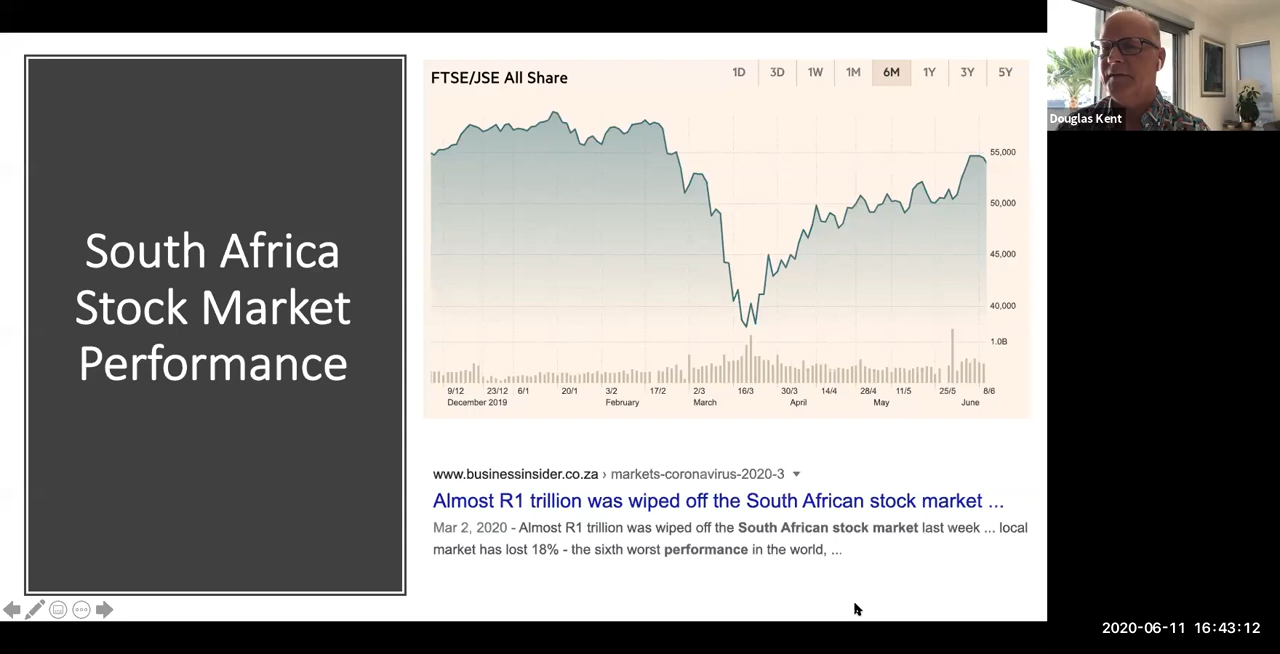 South Africa
Stock Market
Performance
FTSE/JSE All Share
1D 3D 1W 1M 6M 1Y 3Y 5Y
55,000
50,000
45,000
40,000
1.0B
9/12 23/12 6/1 20/1 3/2 17/2 2/3 16/3 30/3 14/4 28/4 11/5 25/5 8/6
December 2019 February March April May June
www.businessinsider.co.za › markets-coronavirus-2020-3
Almost R1 trillion was wiped off the South African stock market ...
Mar 2, 2020 - Almost R1 trillion was wiped off the South African stock market last week ... local
market has lost 18% - the sixth worst performance in the world, ...
Douglas Kent
2020-06-11 16:43:12